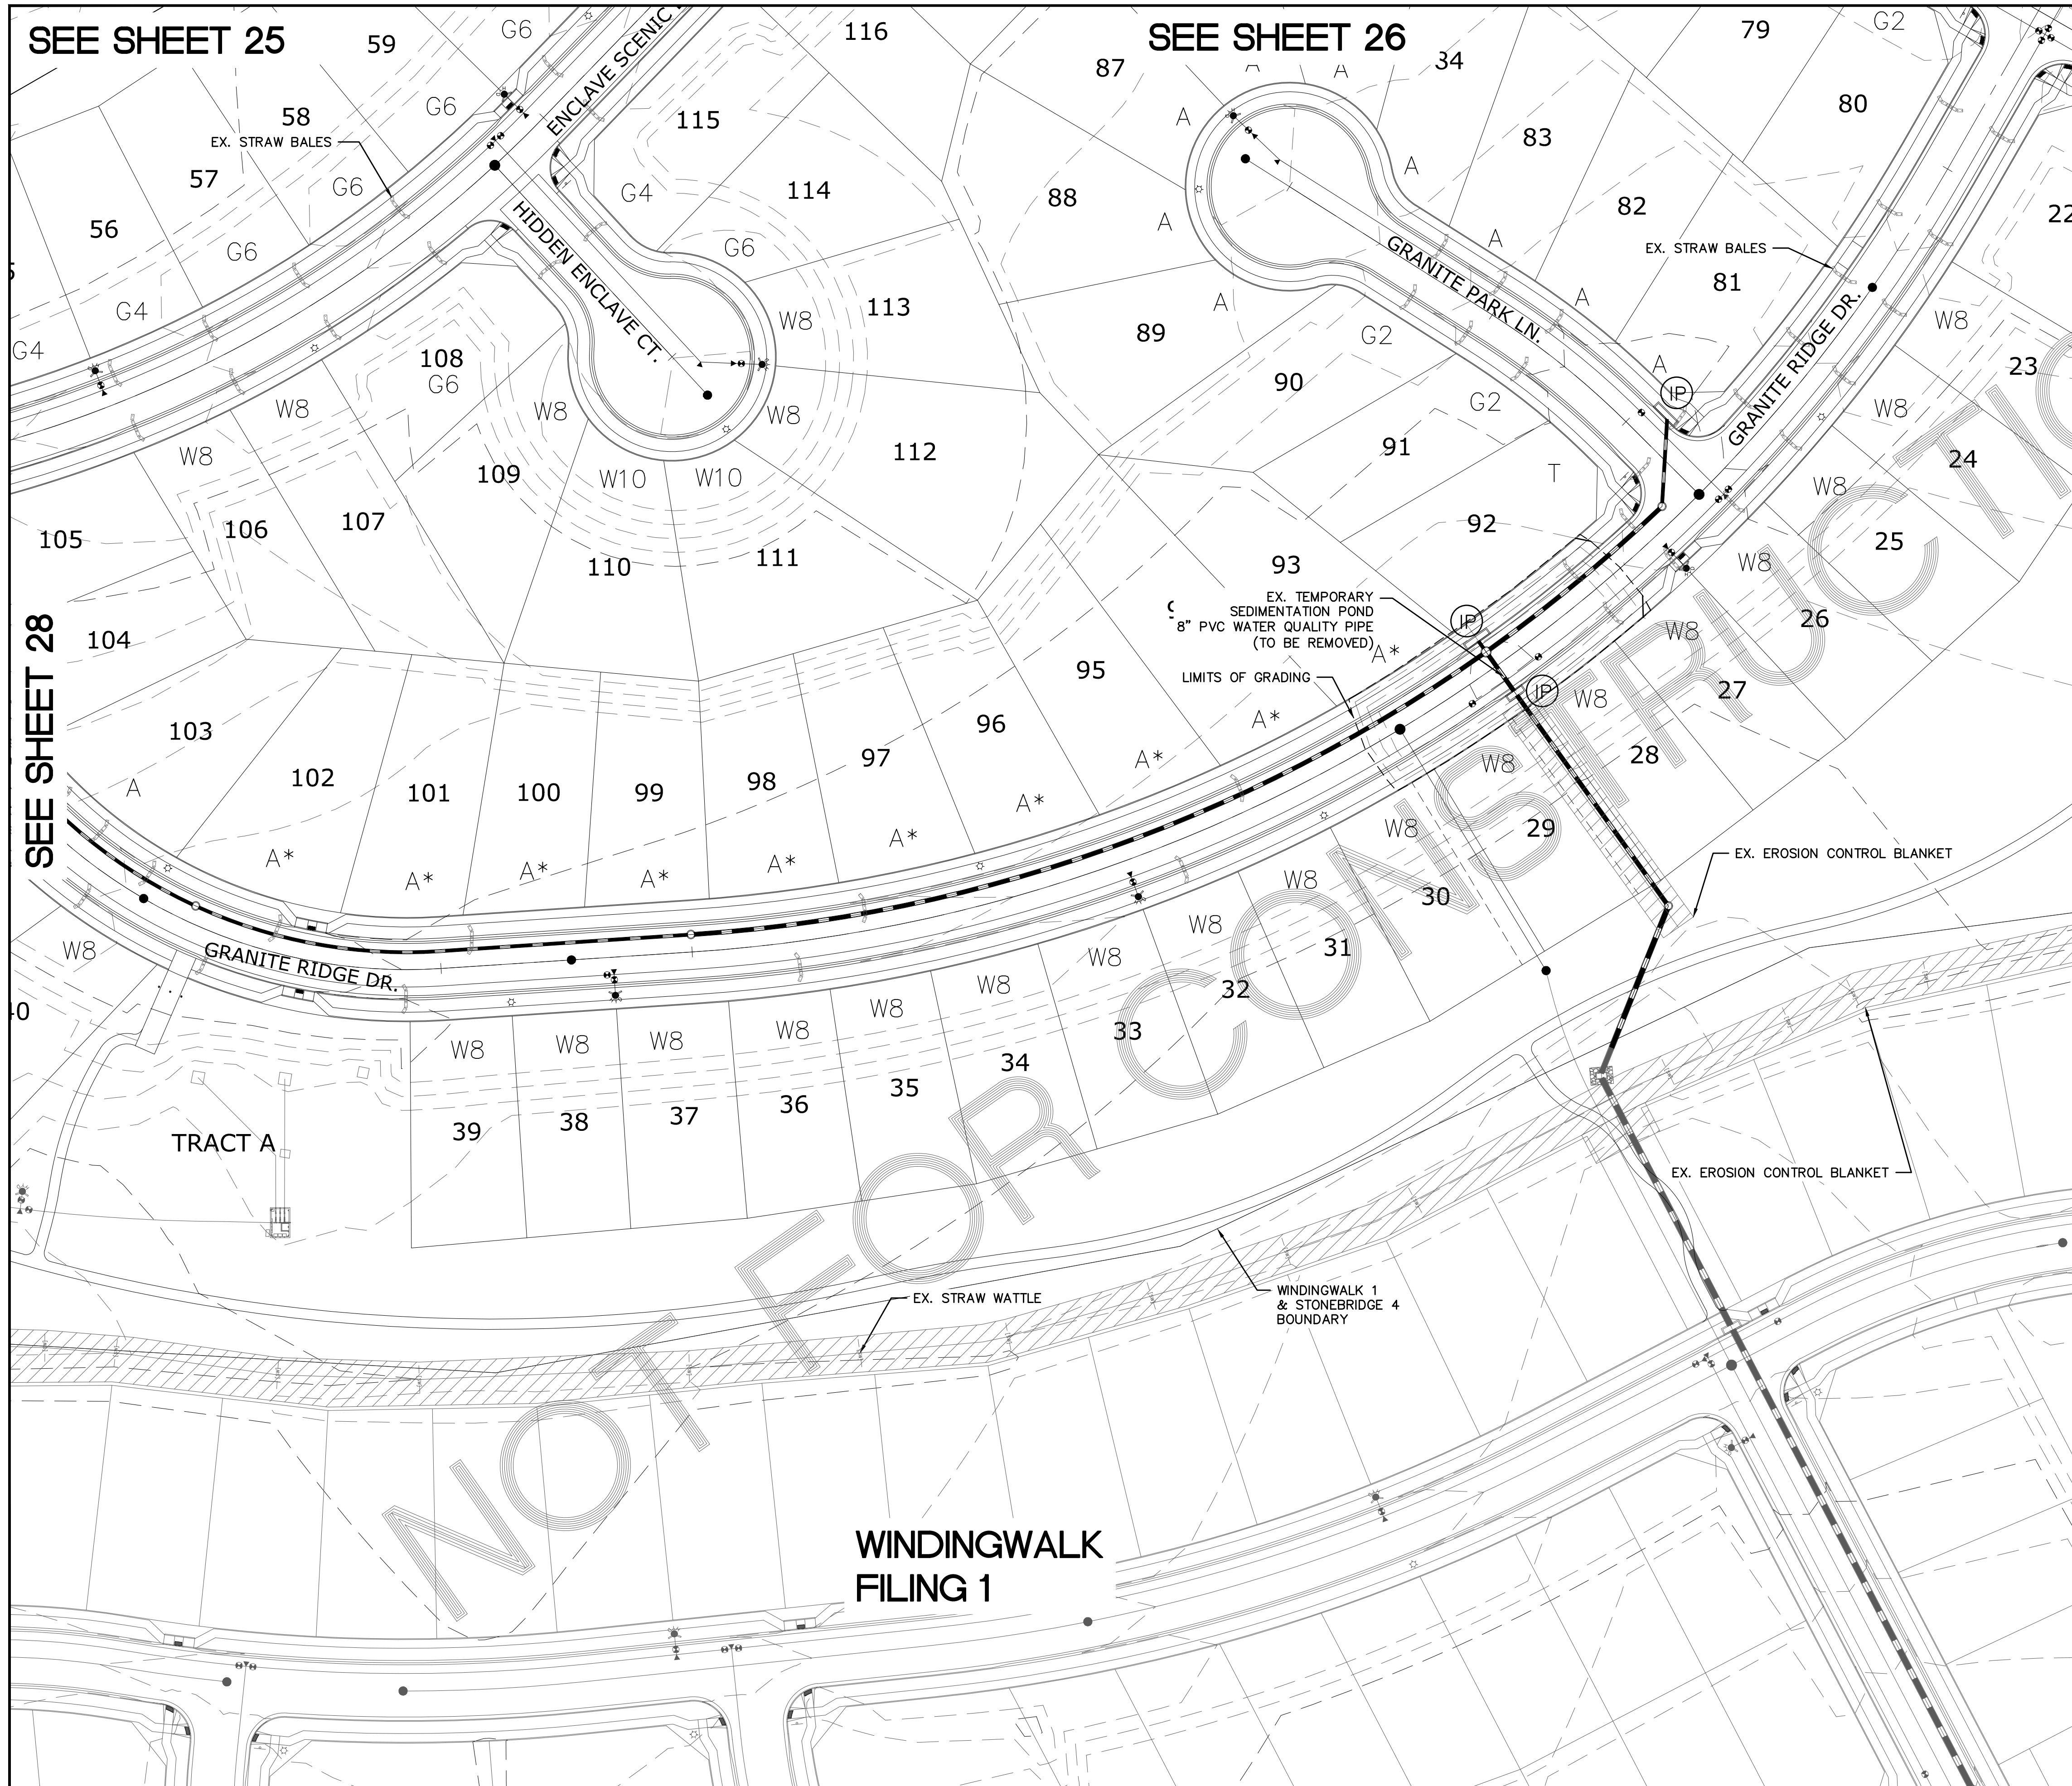 SEE SHEET 25
SEE SHEET 26
SEE SHEET 28
59
G6
ENCLAVE SCENIC
116
87
A
A
34
79
G2
58
G6
EX. STRAW BALES
115
A
83
80
57
G6
G4
114
88
A
82
56
G6
HIDDEN ENCLAVE CT.
G6
A
A
GRANITE PARK LN.
EX. STRAW BALES
81
22
G4
W8
113
A
89
A
GRANITE RIDGE DR.
W8
G4
108
G6
G2
A
23
W8
W8
W8
90
G2
IP
W8
W8
109
W10
W10
112
91
T
24
W8
105
106
107
110
111
92
25
W8
93
EX. TEMPORARY
SEDIMENTATION POND
8" PVC WATER QUALITY PIPE
(TO BE REMOVED)
IP
A*
26
W8
104
95
LIMITS OF GRADING
IP
W8
27
103
A
102
101
100
99
98
97
96
A*
A*
W8
28
A*
A*
A*
A*
A*
A*
A*
W8
29
EX. EROSION CONTROL BLANKET
W8
30
W8
GRANITE RIDGE DR.
W8
31
40
W8
W8
W8
W8
W8
W8
W8
32
33
34
35
36
37
38
39
TRACT A
EX. EROSION CONTROL BLANKET
EX. STRAW WATTLE
WINDINGWALK 1
& STONEBRIDGE 4
BOUNDARY
WINDINGWALK
FILING 1
NOT FOR CONSTRUCTIO